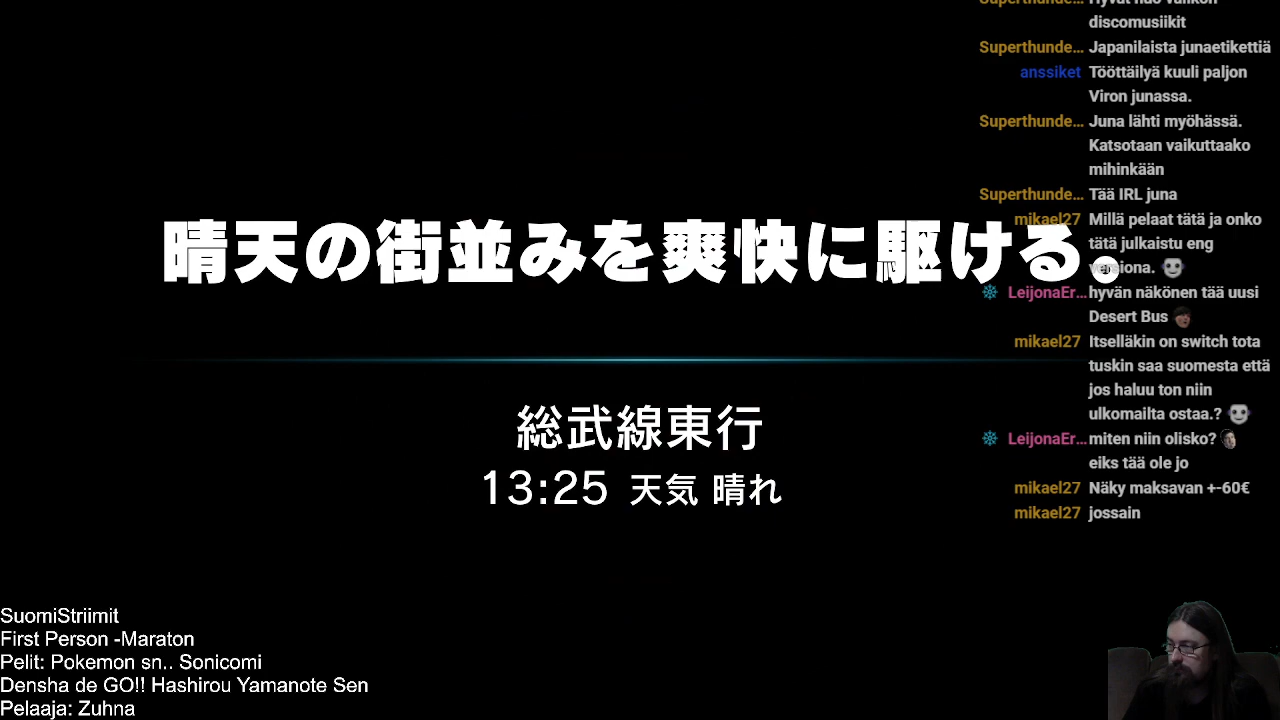 discomusiikit
Superthunde... Japanilaista junaetikettiä
anssiket Tööttäilyä kuuli paljon
Viron junassa.
Superthunde... Juna lähti myöhässä.
Katsotaan vaikuttaako
mihinkään
Superthunde... Tää IRL juna
mikael27 Millä pelaat tätä ja onko
tätä julkaistu eng
versiona.
晴天の街並みを爽快に駆ける。
LeijonaEr... hyvän näkönen tää uusi
Desert Bus
mikael27 Itselläkin on switch tota
tuskin saa suomesta että
jos haluu ton niin
ulkomailta ostaa.?
LeijonaEr... miten niin olisko?
eiks tää ole jo
mikael27 Näky maksavan +-60€
mikael27 jossain
総武線東行
13:25 天気 晴れ
SuomiStriimit
First Person -Maraton
Pelit: Pokemon sn.. Sonicomi
Densha de GO!! Hashirou Yamanote Sen
Pelaaja: Zuhna